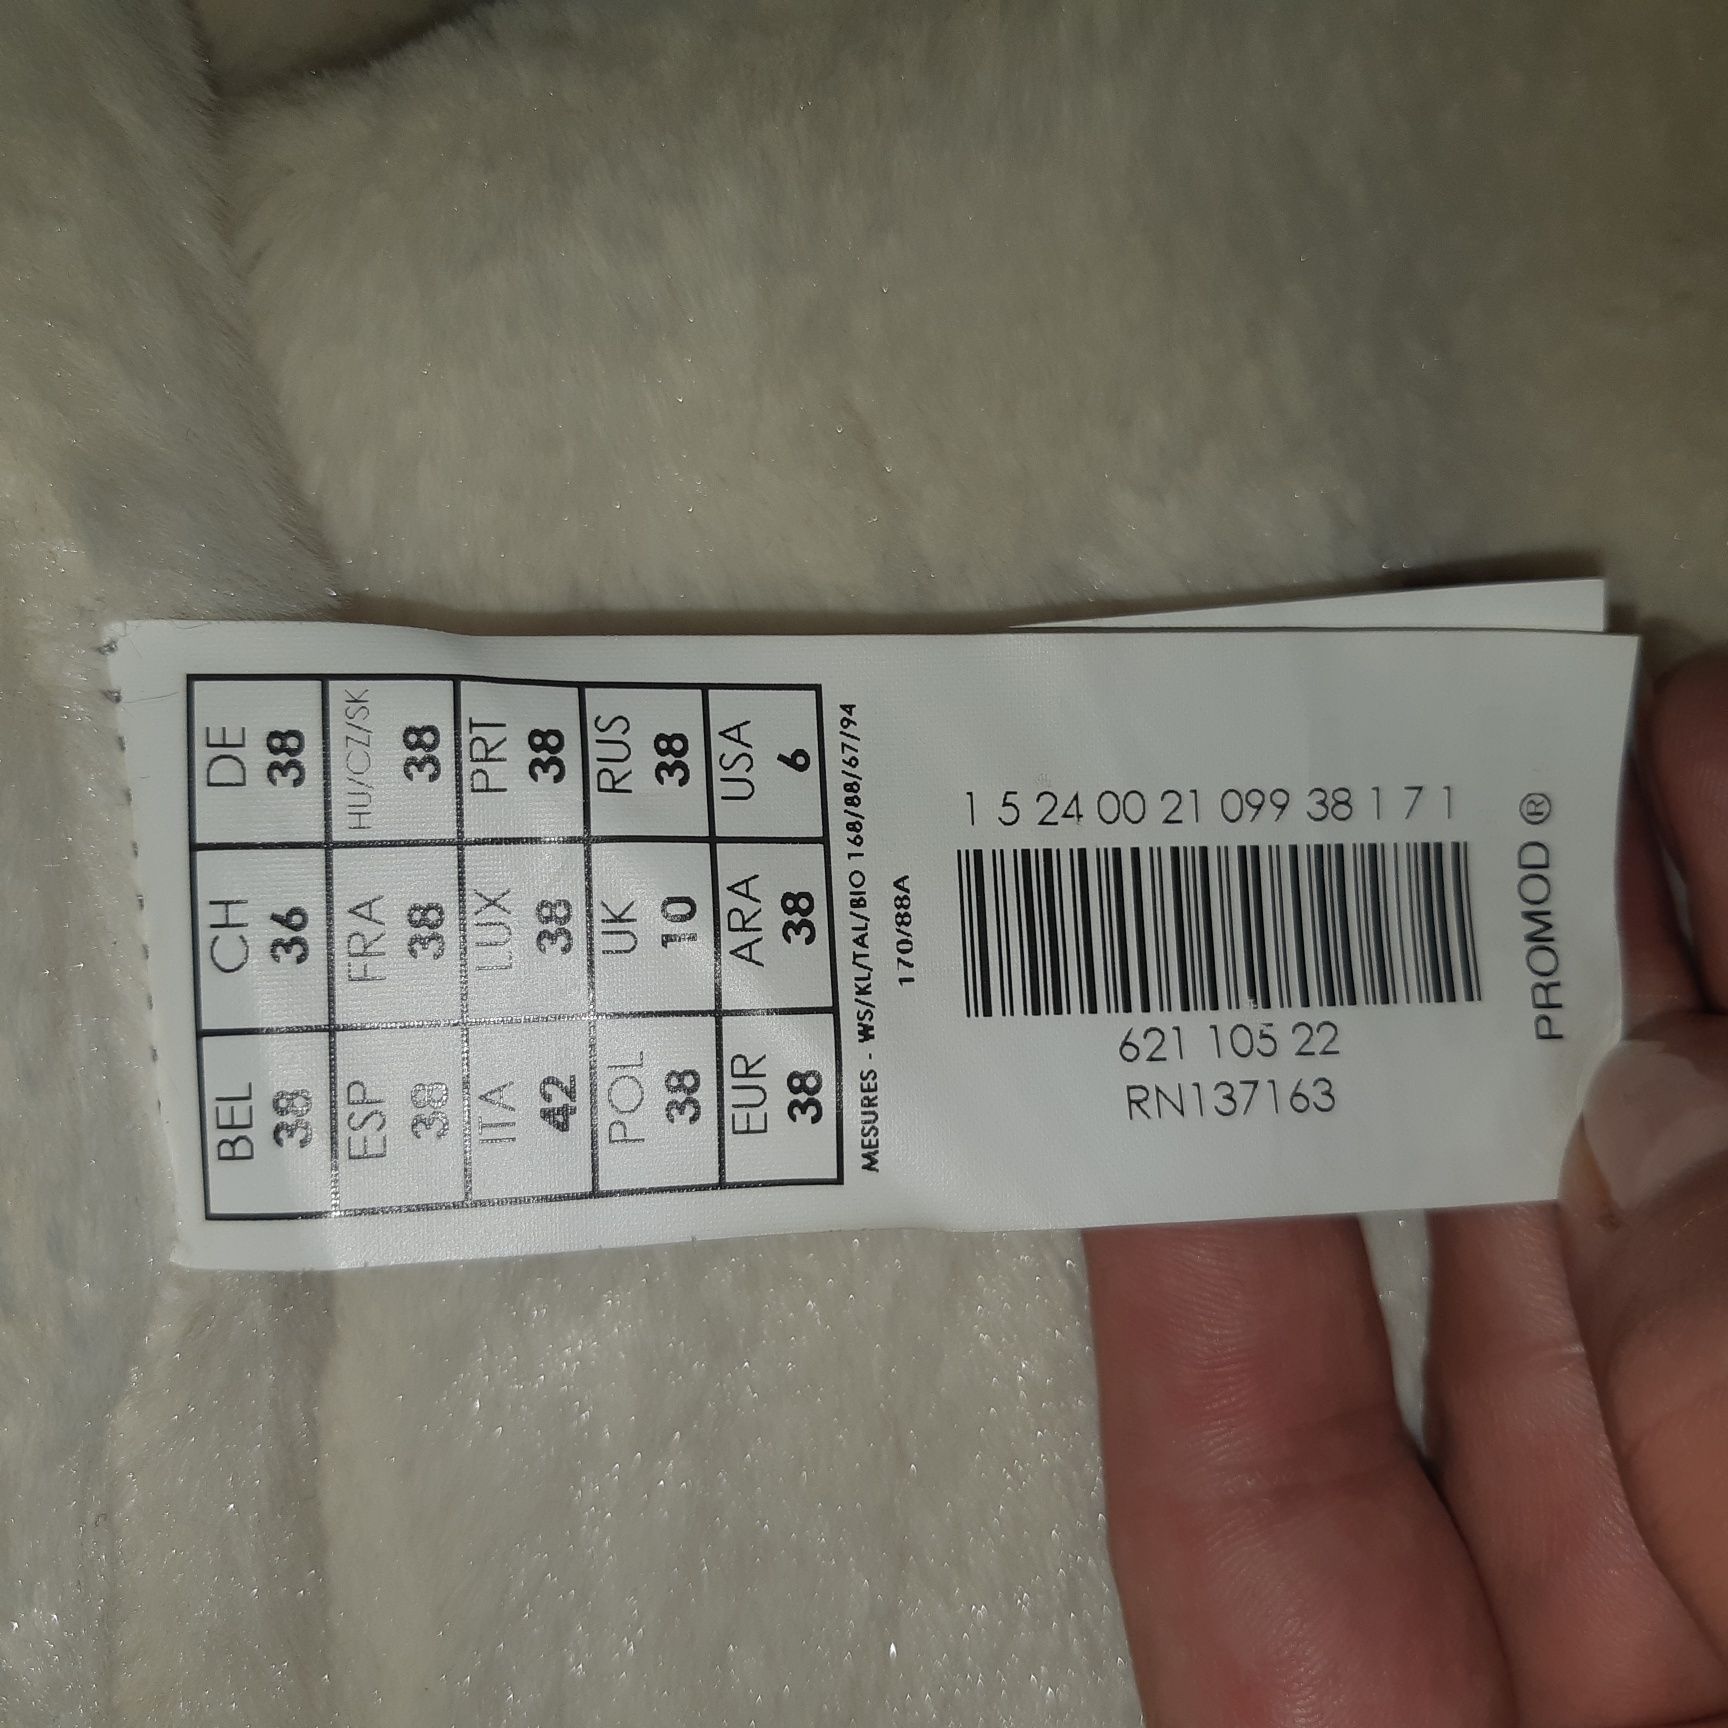 BEL CH DE
38 36 38
ESP FRA HU/CZ/SK
38 38 38
ITA LUX PRT
42 38 38
POL UK RUS
38 10 38
EUR ARA USA
38 38 6
MESURES - WS/KL/TAL/BIO 168/88/67/94
170/88A
1 5 24 00 21 099 38 1 7 1
621 105 22
RN137163
PROMOD ®